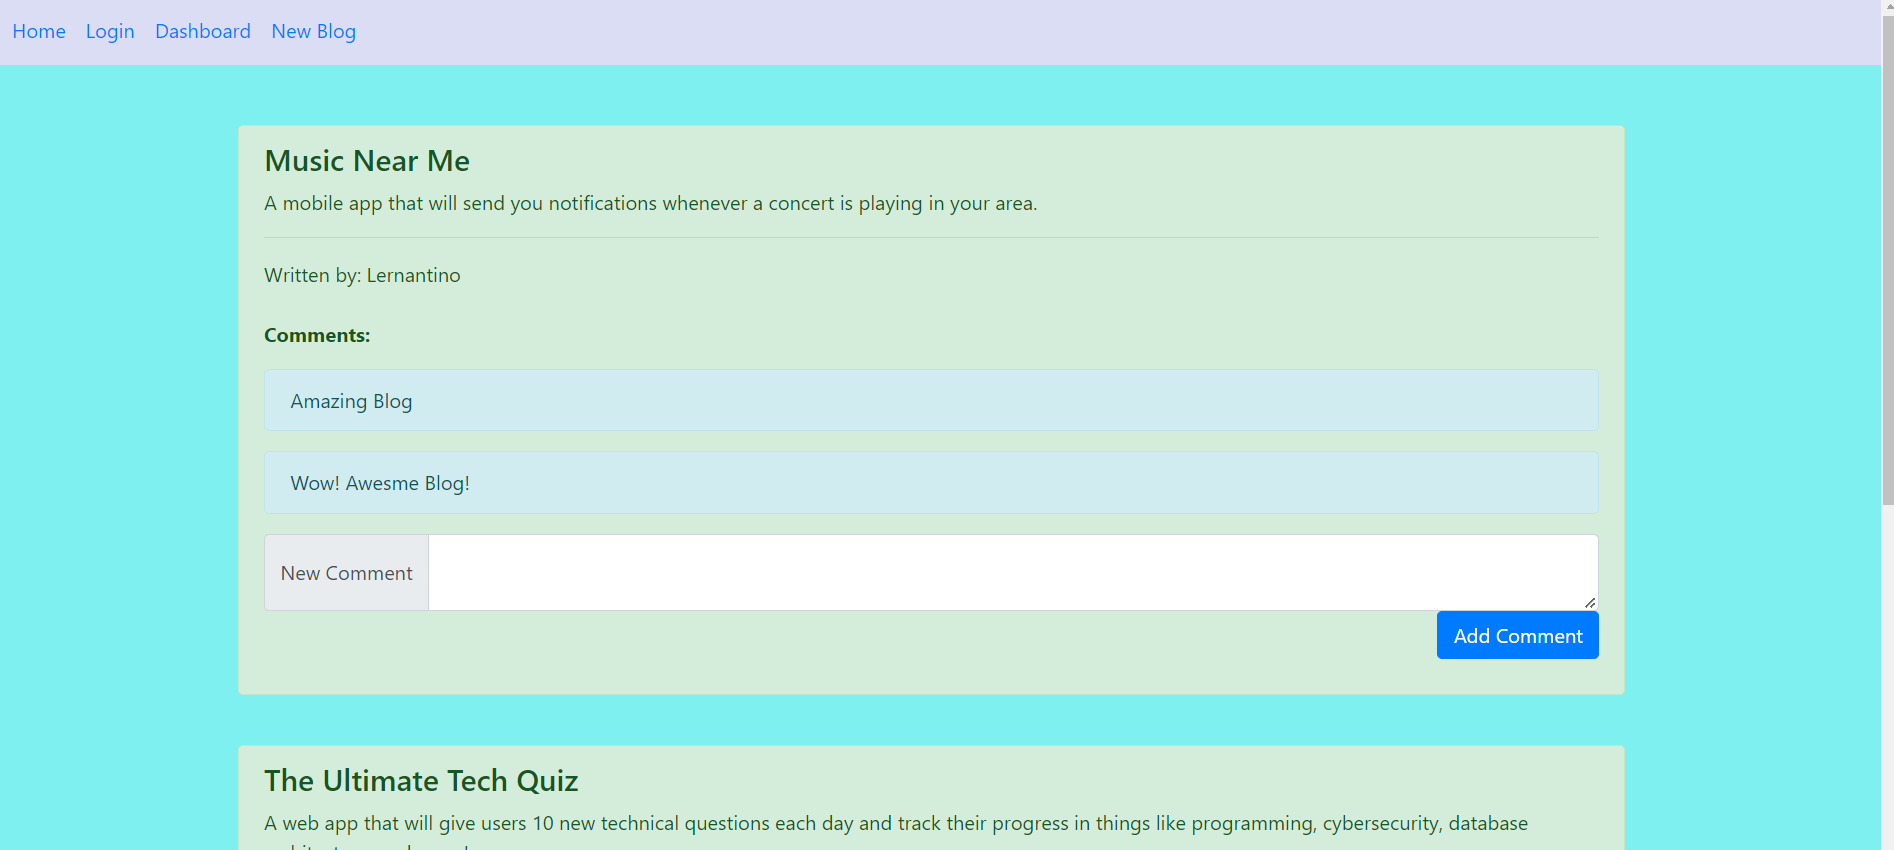 Home Login Dashboard New Blog
Music Near Me
A mobile app that will send you notifications whenever a concert is playing in your area.
Written by: Lernantino
Comments:
Amazing Blog
Wow! Awesme Blog!
New Comment
Add Comment
The Ultimate Tech Quiz
A web app that will give users 10 new technical questions each day and track their progress in things like programming, cybersecurity, database